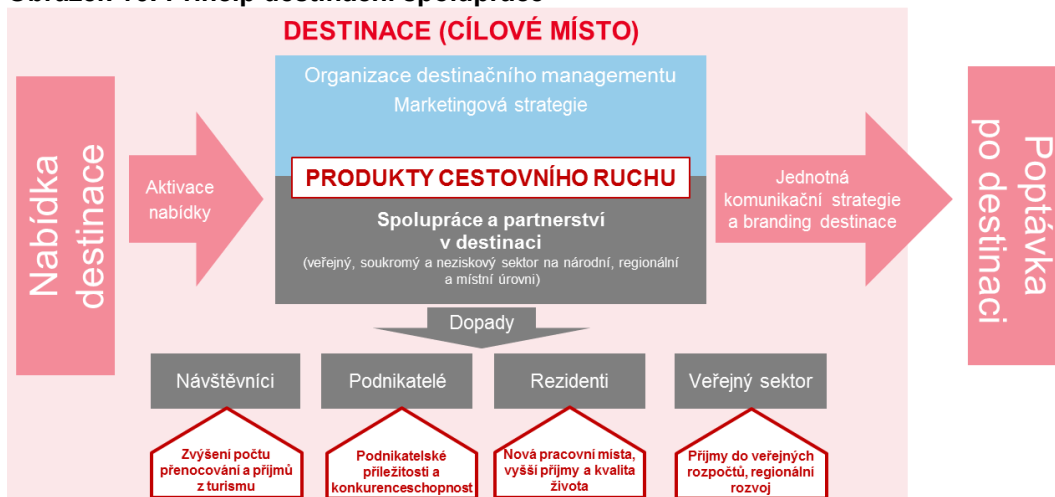 DESTINACE (CÍLOVÉ MÍSTO)
Nabídka
destinace
Aktivace
nabídky
Organizace destinačního managementu
Marketingová strategie
PRODUKTY CESTOVNÍHO RUCHU
Spolupráce a partnerství
v destinaci
(veřejný, soukromý a neziskový sektor na národní, regionální
a místní úrovni)
Jednotná
komunikační strategie
a branding destinace
Poptávka
po destinaci
Dopady
Návštěvníci
Podnikatelé
Rezidenti
Veřejný sektor
Zvýšení počtu
přenocování a příjmů
z turismu
Podnikatelské
příležitosti a
konkurenceschopnost
Nová pracovní místa,
vyšší příjmy a kvalita
života
Příjmy do veřejných
rozpočtů, regionální
rozvoj